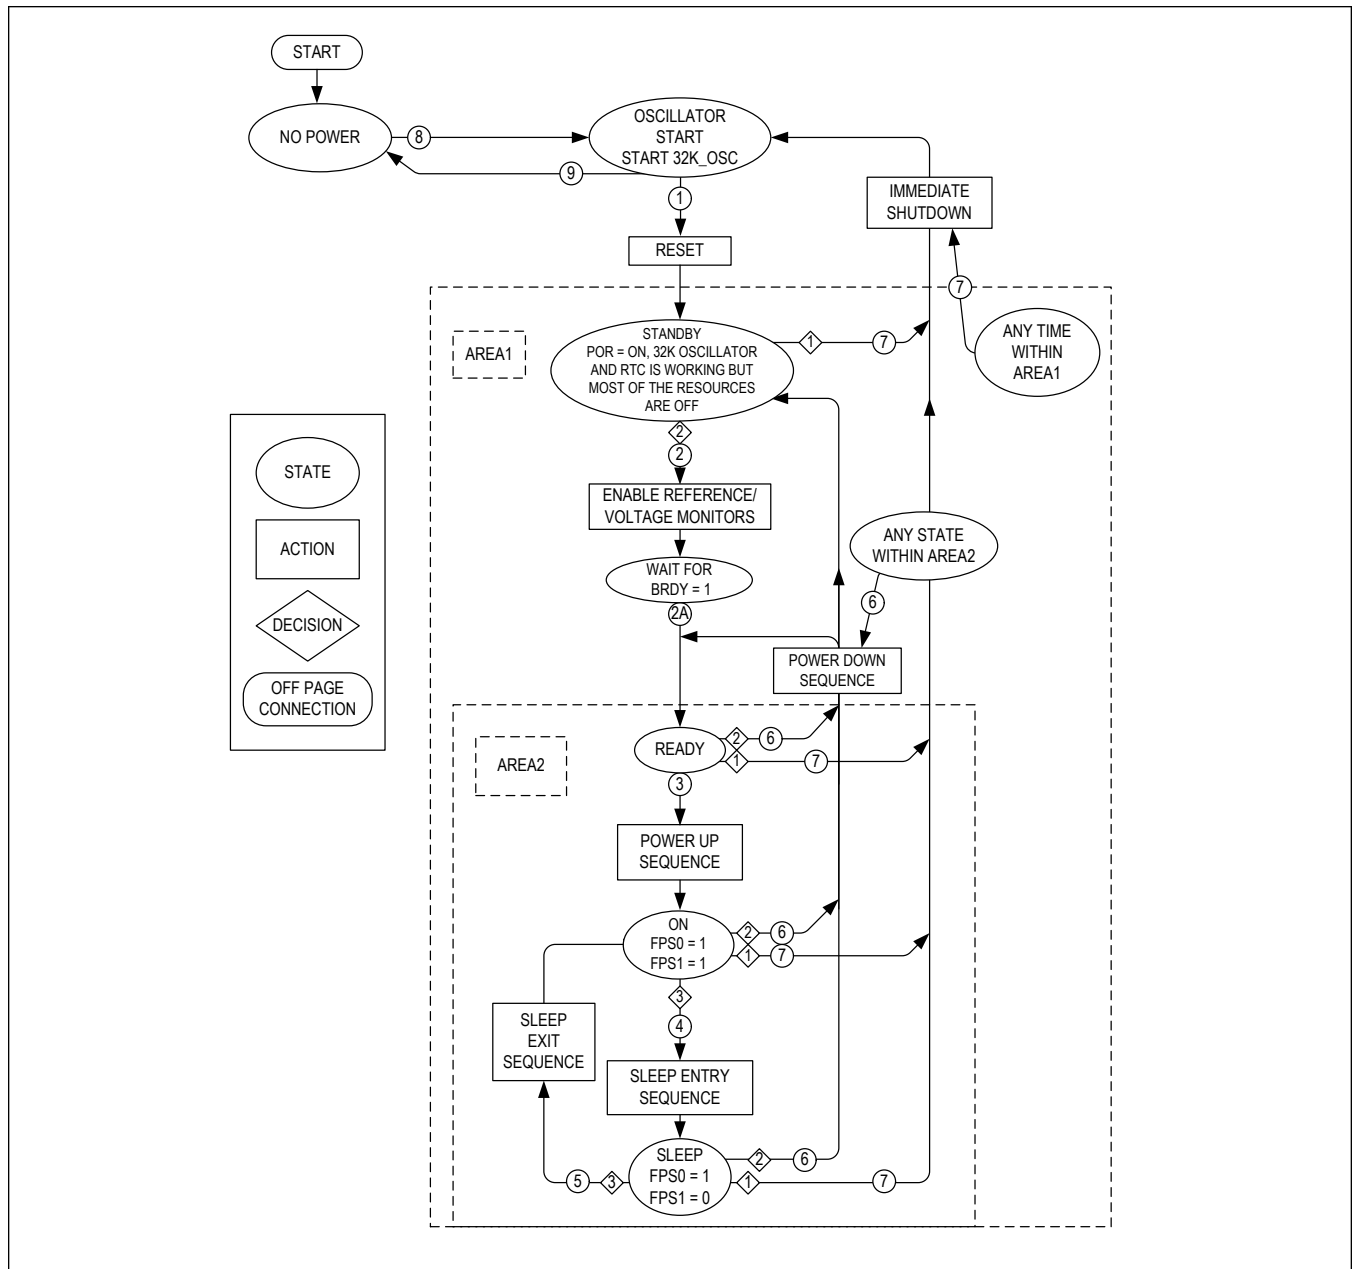 START
NO POWER
8
OSCILLATOR
START
START 32K_OSC
9
1
IMMEDIATE
SHUTDOWN
RESET
7
AREA1
STANDBY
POR = ON, 32K OSCILLATOR
AND RTC IS WORKING BUT
MOST OF THE RESOURCES
ARE OFF
1
7
ANY TIME
WITHIN
AREA1
2
2
STATE
ACTION
DECISION
OFF PAGE
CONNECTION
ENABLE REFERENCE/
VOLTAGE MONITORS
ANY STATE
WITHIN AREA2
WAIT FOR
BRDY = 1
2A
6
POWER DOWN
SEQUENCE
AREA2
READY
2
6
1
7
3
POWER UP
SEQUENCE
ON
FPS0 = 1
FPS1 = 1
2
6
1
7
3
4
SLEEP
EXIT
SEQUENCE
SLEEP ENTRY
SEQUENCE
SLEEP
FPS0 = 1
FPS1 = 0
2
6
5
3
1
7